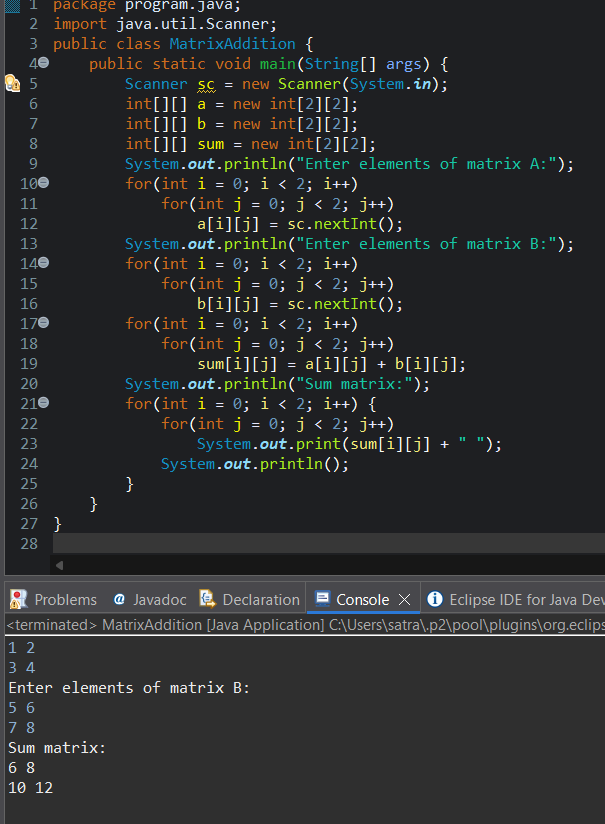 1 package program.java;
2 import java.util.Scanner;
3 public class MatrixAddition {
4     public static void main(String[] args) {
5         Scanner sc = new Scanner(System.in);
6         int[][] a = new int[2][2];
7         int[][] b = new int[2][2];
8         int[][] sum = new int[2][2];
9         System.out.println("Enter elements of matrix A:");
10         for(int i = 0; i < 2; i++)
11             for(int j = 0; j < 2; j++)
12                 a[i][j] = sc.nextInt();
13         System.out.println("Enter elements of matrix B:");
14         for(int i = 0; i < 2; i++)
15             for(int j = 0; j < 2; j++)
16                 b[i][j] = sc.nextInt();
17         for(int i = 0; i < 2; i++)
18             for(int j = 0; j < 2; j++)
19                 sum[i][j] = a[i][j] + b[i][j];
20         System.out.println("Sum matrix:");
21         for(int i = 0; i < 2; i++) {
22             for(int j = 0; j < 2; j++)
23                 System.out.print(sum[i][j] + " ");
24             System.out.println();
25         }
26     }
27 }
28
Problems @ Javadoc Declaration Console Eclipse IDE for Java Dev
<terminated> MatrixAddition [Java Application] C:\Users\satra\.p2\pool\plugins\org.eclips
1 2
3 4
Enter elements of matrix B:
5 6
7 8
Sum matrix:
6 8
10 12